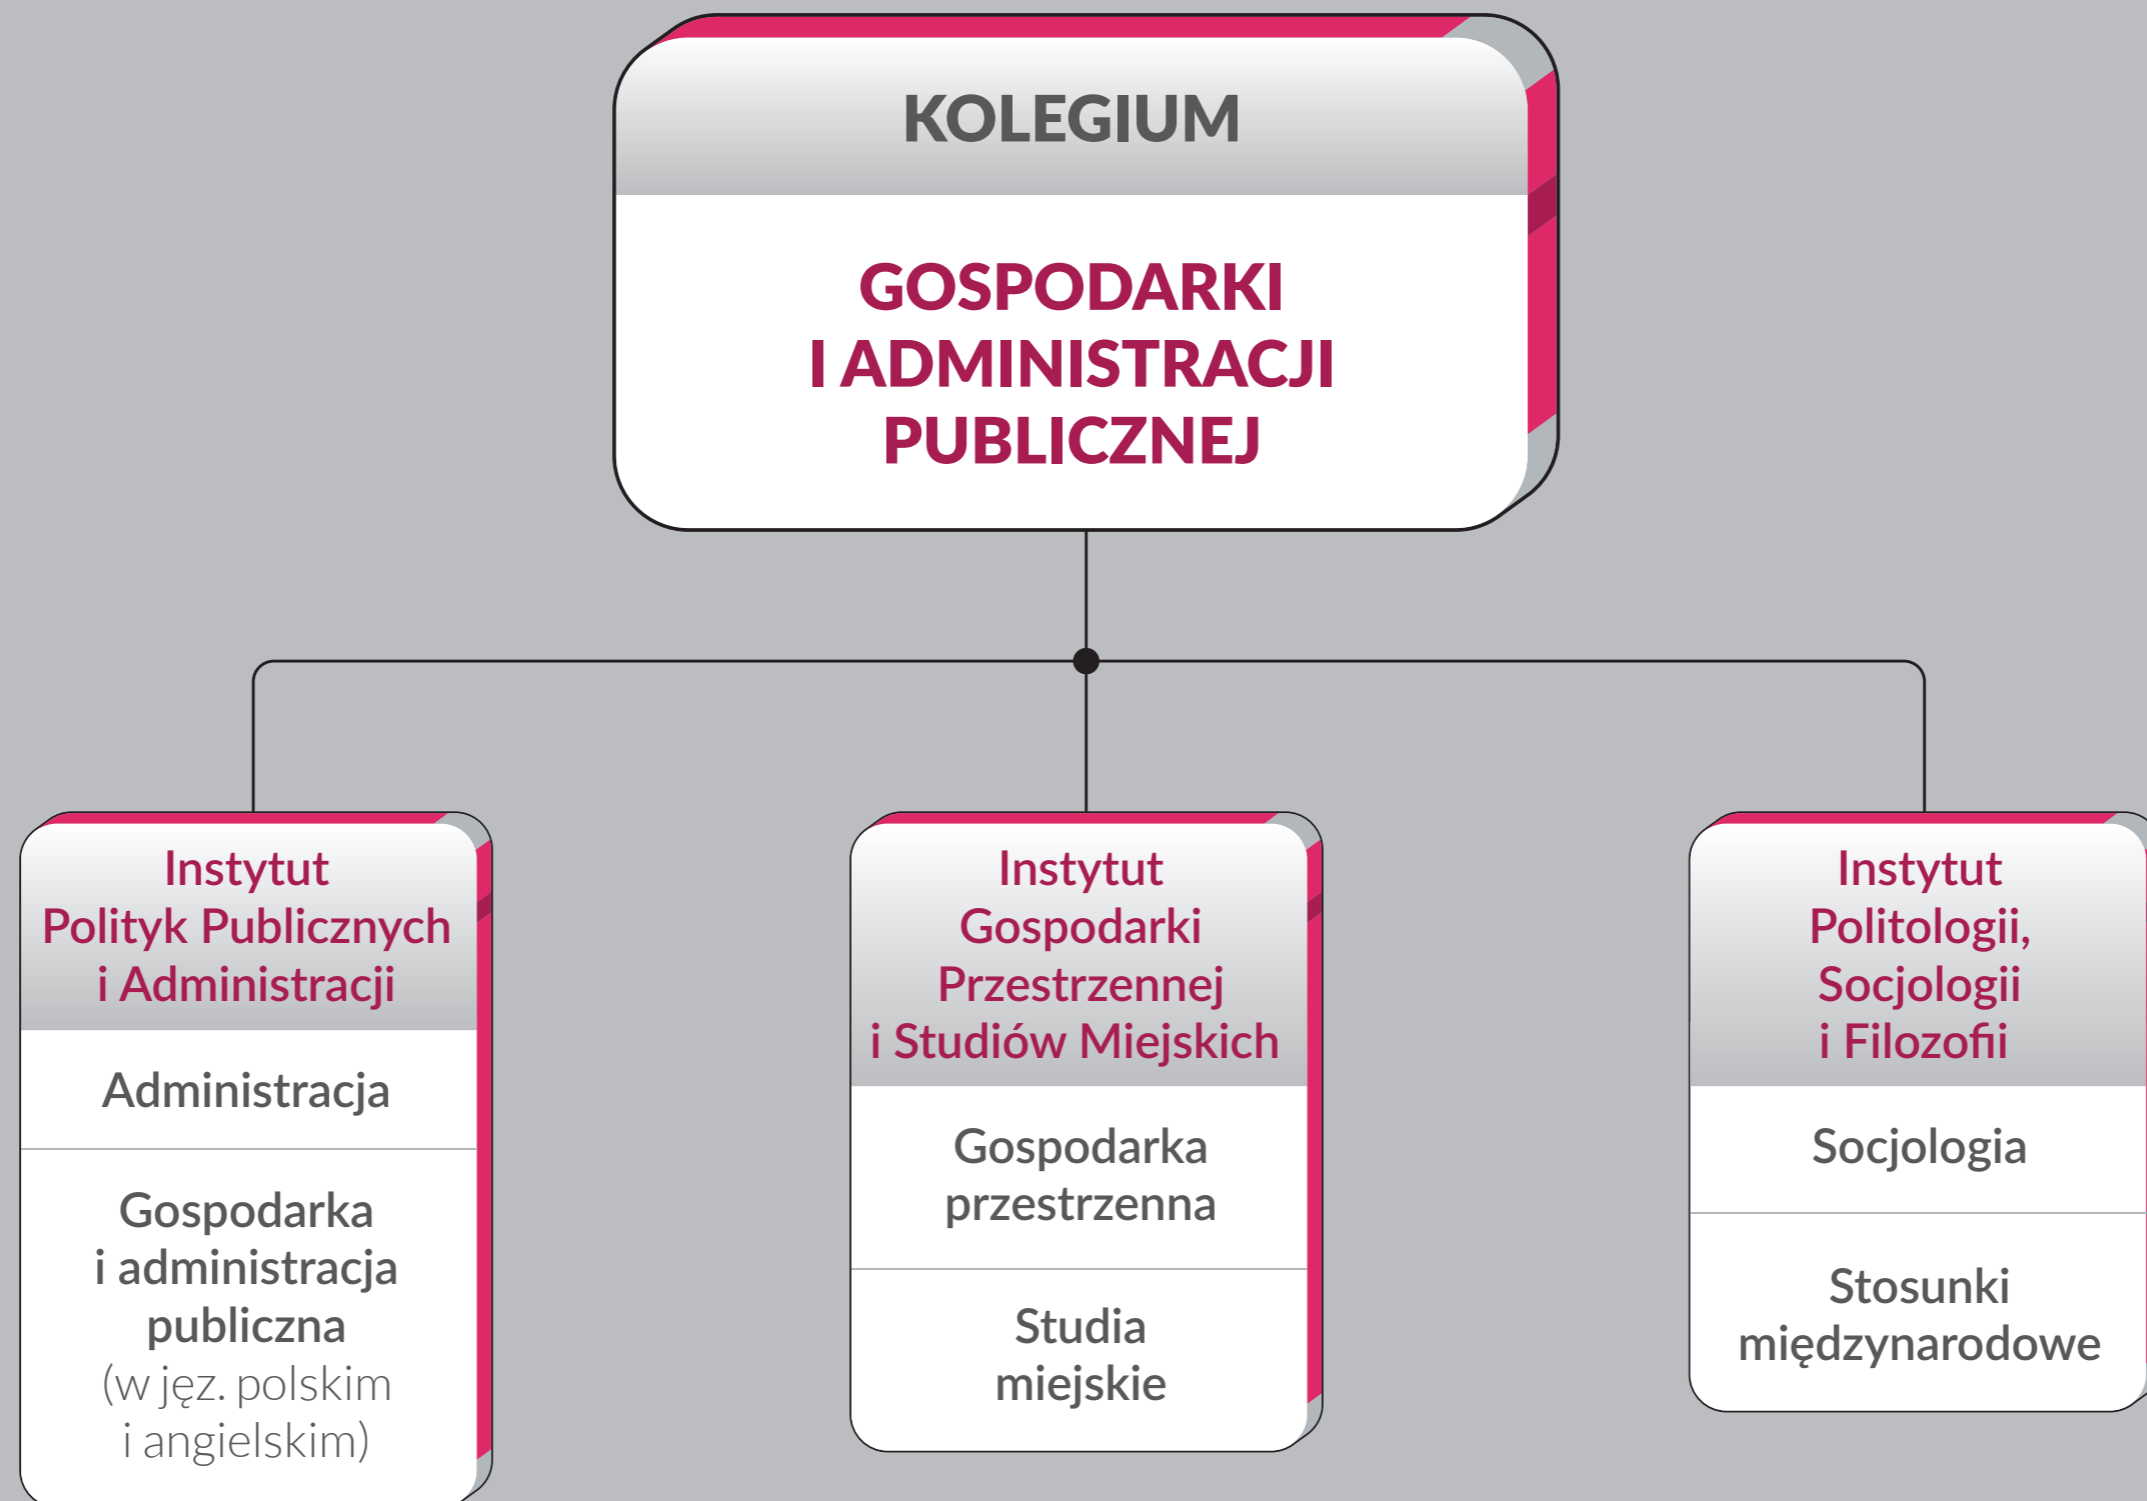 KOLEGIUM
GOSPODARKI
I ADMINISTRACJI
PUBLICZNEJ
Instytut
Polityk Publicznych
i Administracji
Administracja
Gospodarka
i administracja
publiczna
(w jęz. polskim
i angielskim)
Instytut
Gospodarki
Przestrzennej
i Studiów Miejskich
Gospodarka
przestrzenna
Studia
miejskie
Instytut
Politologii,
Socjologii
i Filozofii
Socjologia
Stosunki
międzynarodowe